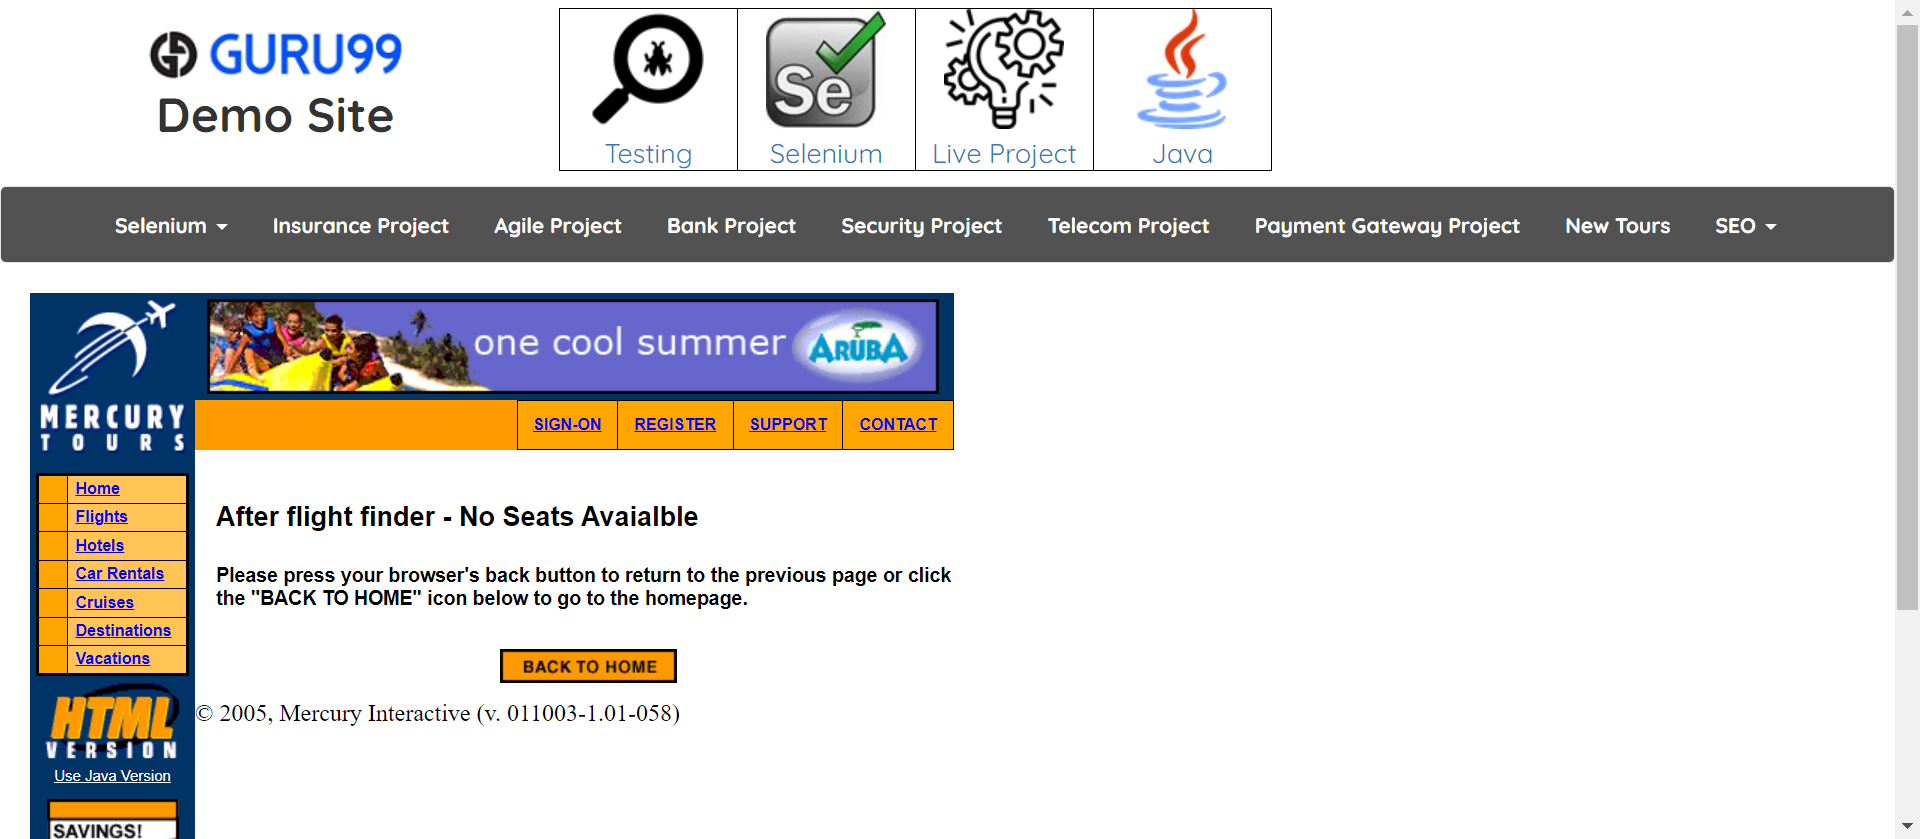 GURU99
Demo Site
Se
Testing
Selenium
Live Project
Java
Selenium
Insurance Project
Agile Project
Bank Project
Security Project
Telecom Project
Payment Gateway Project
New Tours
SEO
one cool summer
ARUBA
MERCURY
TOURS
SIGN-ON
REGISTER
SUPPORT
CONTACT
Home
Flights
Hotels
Car Rentals
Cruises
Destinations
Vacations
After flight finder - No Seats Avaialble
Please press your browser's back button to return to the previous page or click
the "BACK TO HOME" icon below to go to the homepage.
BACK TO HOME
© 2005, Mercury Interactive (v. 011003-1.01-058)
HTML
VERSION
Use Java Version
SAVINGS!